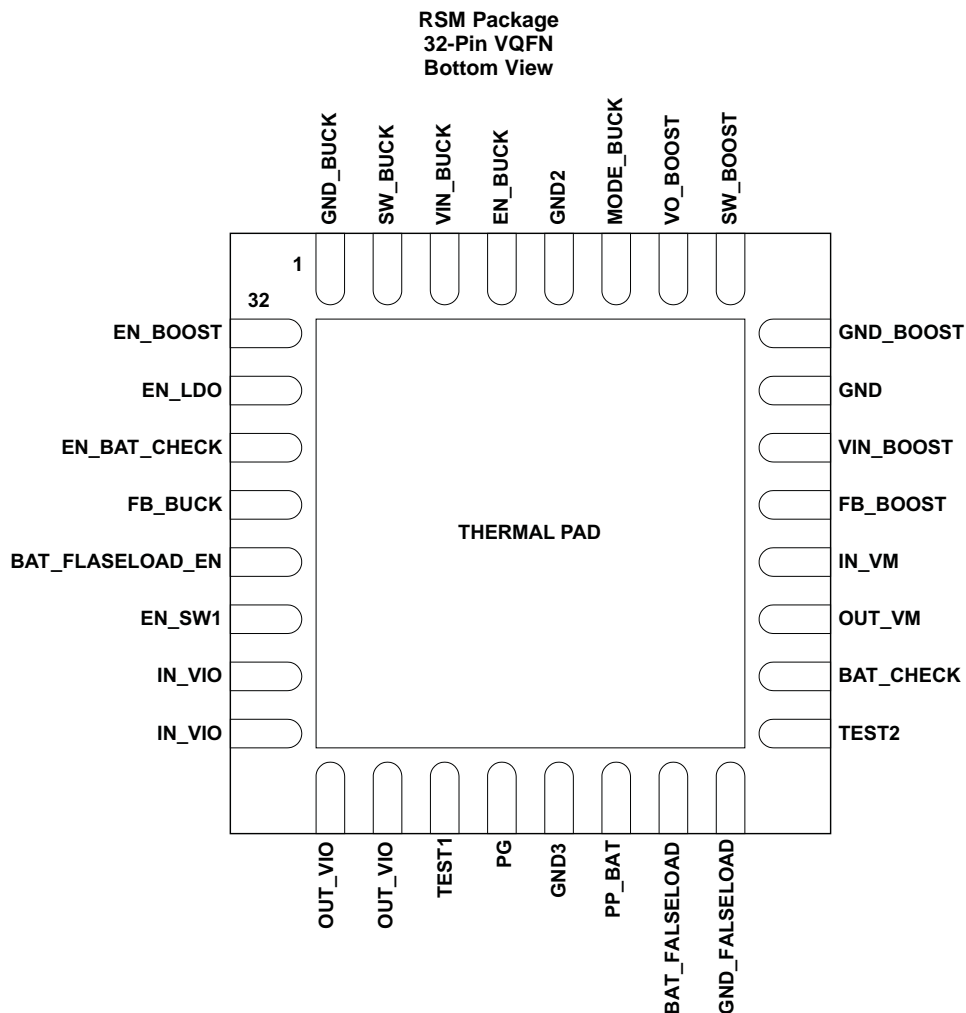 RSM Package
32-Pin VQFN
Bottom View
GND_BUCK
SW_BUCK
VIN_BUCK
EN_BUCK
GND2
MODE_BUCK
VO_BOOST
SW_BOOST
1
32
EN_BOOST
EN_LDO
EN_BAT_CHECK
FB_BUCK
BAT_FLASELOAD_EN
EN_SW1
IN_VIO
IN_VIO
THERMAL PAD
GND_BOOST
GND
VIN_BOOST
FB_BOOST
IN_VM
OUT_VM
BAT_CHECK
TEST2
OUT_VIO
OUT_VIO
TEST1
PG
GND3
PP_BAT
BAT_FALSELOAD
GND_FALSELOAD